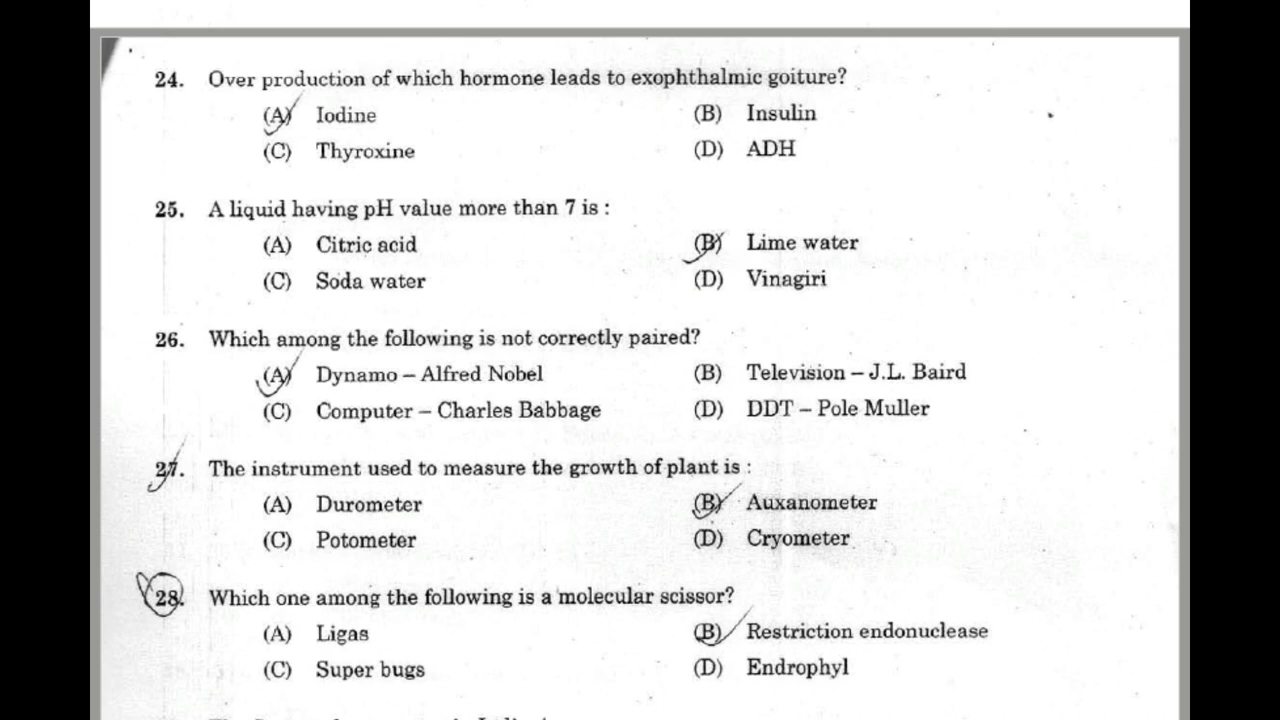 24. Over production of which hormone leads to exophthalmic goiture?
(A) Iodine (B) Insulin
(C) Thyroxine (D) ADH
25. A liquid having pH value more than 7 is :
(A) Citric acid (B) Lime water
(C) Soda water (D) Vinagiri
26. Which among the following is not correctly paired?
(A) Dynamo – Alfred Nobel (B) Television – J.L. Baird
(C) Computer – Charles Babbage (D) DDT – Pole Muller
27. The instrument used to measure the growth of plant is :
(A) Durometer (B) Auxanometer
(C) Potometer (D) Cryometer
28. Which one among the following is a molecular scissor?
(A) Ligas (B) Restriction endonuclease
(C) Super bugs (D) Endrophyl